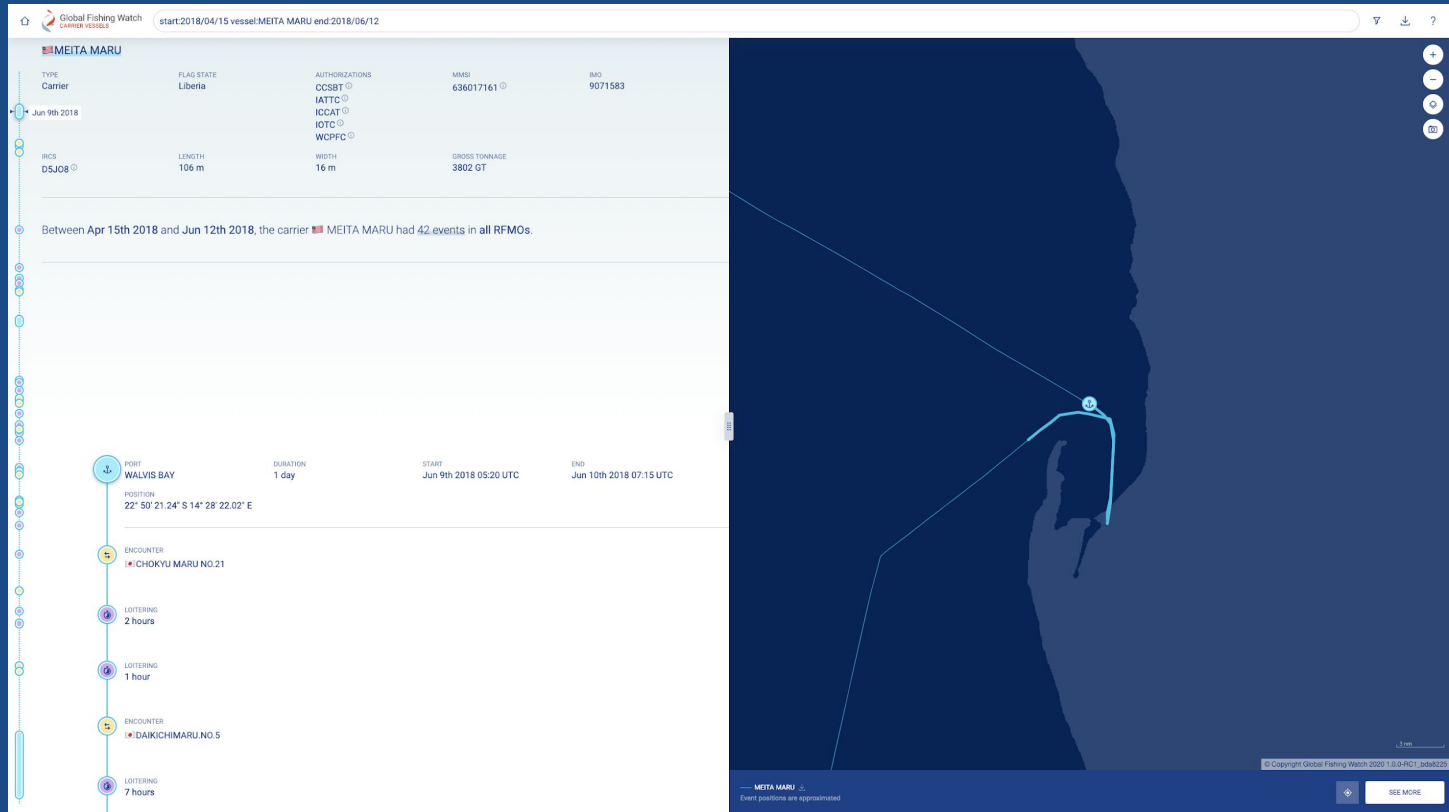 Global Fishing Watch
CARRIER VESSELS
start:2018/04/15 vessel:MEITA MARU end:2018/06/12
?
MEITA MARU
TYPE
Carrier
FLAG STATE
Liberia
AUTHORIZATIONS
CCSBT
IATTC
ICCAT
IOTC
WCPFC
MMSI
636017161
IMO
9071583
Jun 9th 2018
IRCS
D5JO8
LENGTH
106 m
WIDTH
16 m
GROSS TONNAGE
3802 GT
Between Apr 15th 2018 and Jun 12th 2018, the carrier MEITA MARU had 42 events in all RFMOs.
PORT
WALVIS BAY
DURATION
1 day
START
Jun 9th 2018 05:20 UTC
END
Jun 10th 2018 07:15 UTC
POSITION
22° 50' 21.24" S 14° 28' 22.02" E
ENCOUNTER
CHOKYU MARU NO.21
LOITERING
2 hours
LOITERING
1 hour
ENCOUNTER
DAIKICHIMARU.NO.5
LOITERING
7 hours
© Copyright Global Fishing Watch 2020 1.0.0-RC1_bda8225
MEITA MARU
Event positions are approximated
SEE MORE